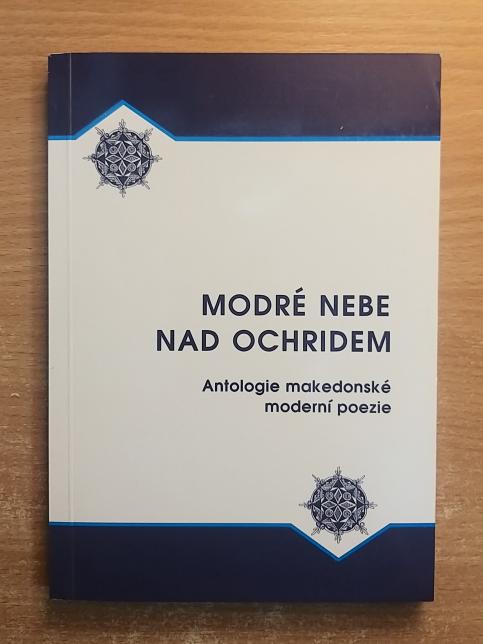 MODRÉ NEBE
NAD OCHRIDEM
Antologie makedonské
moderní poezie